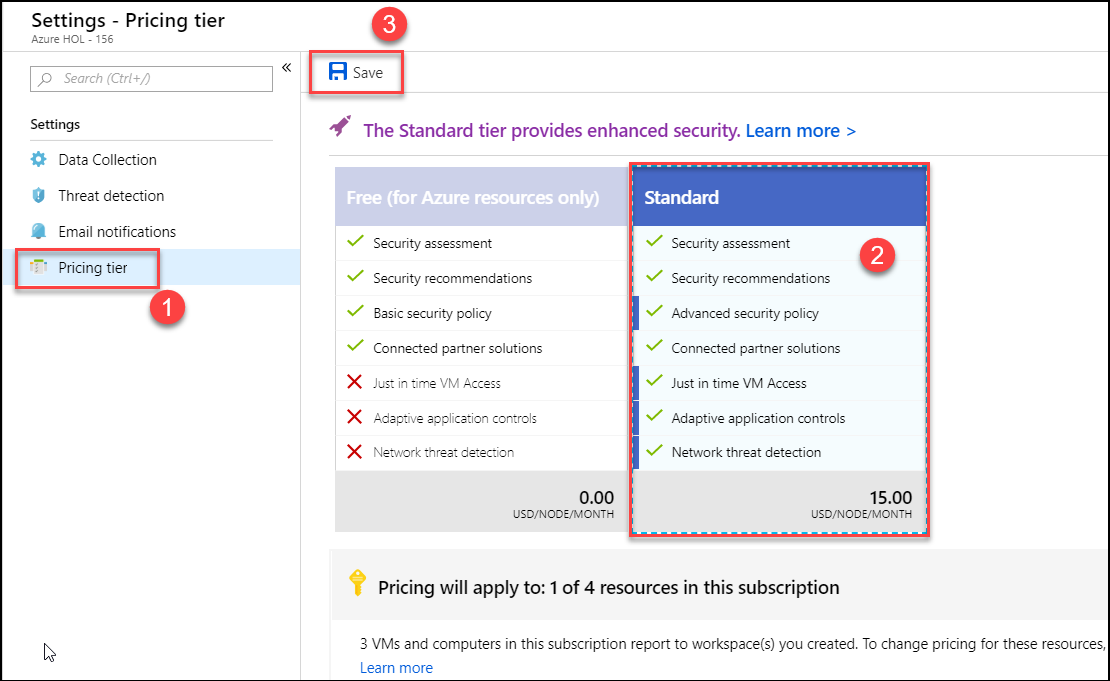 Settings - Pricing tier
Azure HOL - 156
3
Search (Ctrl+/)
«
Save
Settings
Data Collection
Threat detection
Email notifications
Pricing tier
1
The Standard tier provides enhanced security. Learn more >
Free (for Azure resources only)
Security assessment
Security recommendations
Basic security policy
Connected partner solutions
Just in time VM Access
Adaptive application controls
Network threat detection
0.00
USD/NODE/MONTH
Standard
2
Security assessment
Security recommendations
Advanced security policy
Connected partner solutions
Just in time VM Access
Adaptive application controls
Network threat detection
15.00
USD/NODE/MONTH
Pricing will apply to: 1 of 4 resources in this subscription
3 VMs and computers in this subscription report to workspace(s) you created. To change pricing for these resources,
Learn more